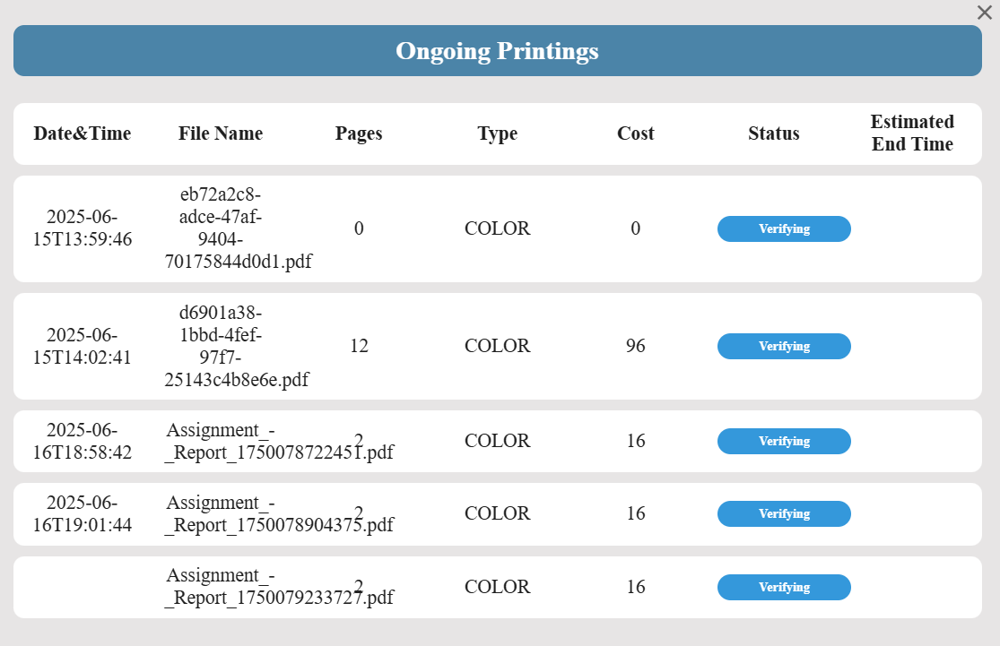 Ongoing Printings
Date&Time File Name Pages Type Cost Status Estimated
End Time
eb72a2c8-
2025-06- adce-47af-
15T13:59:46 9404- 0 COLOR 0 Verifying
70175844d0d1.pdf
d6901a38-
2025-06- 1bbd-4fef-
15T14:02:41 97f7- 12 COLOR 96 Verifying
25143c4b8e6e.pdf
2025-06- Assignment_-
16T18:58:42 _Report_1750078722451.pdf 2 COLOR 16 Verifying
2025-06- Assignment_-
16T19:01:44 _Report_1750078904375.pdf 2 COLOR 16 Verifying
Assignment_-
_Report_1750079233727.pdf 2 COLOR 16 Verifying